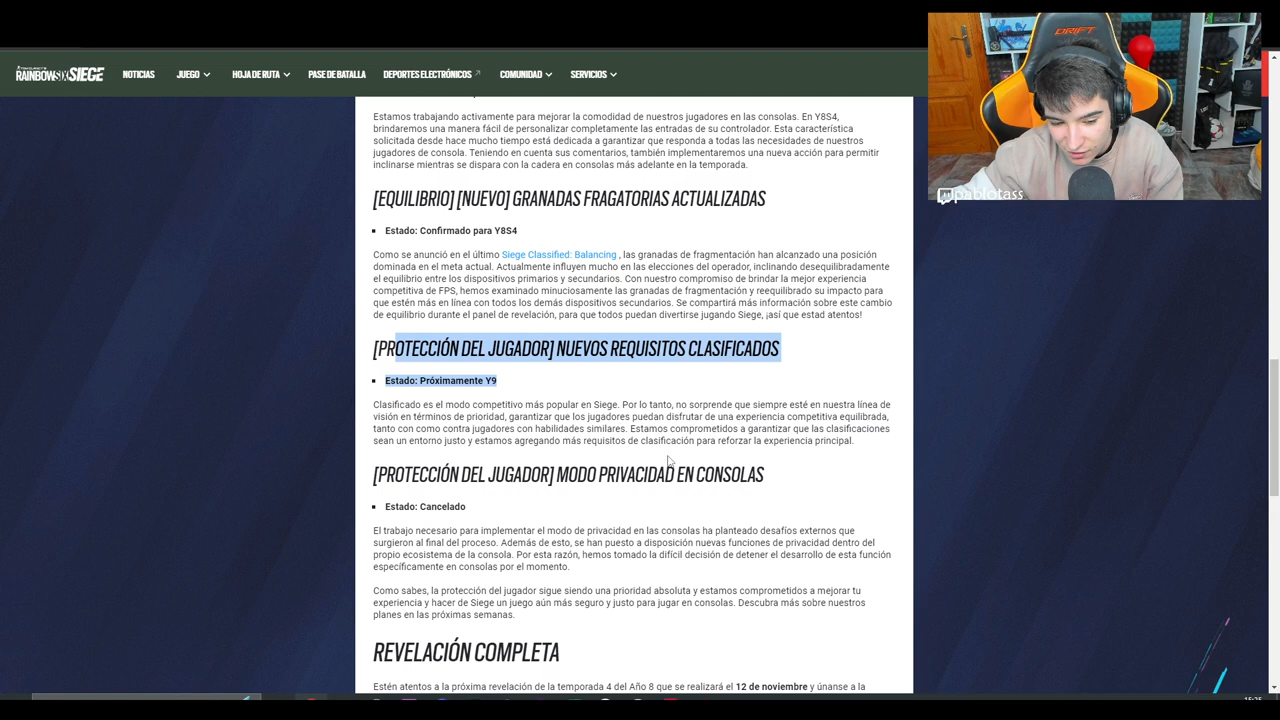 RAINBOWSIX SIEGE NOTICIAS JUEGO HOJA DE RUTA PASE DE BATALLA DEPORTES ELECTRÓNICOS COMUNIDAD SERVICIOS
DRIFT
pablotass
Estamos trabajando activamente para mejorar la comodidad de nuestros jugadores en las consolas. En Y8S4,
brindaremos una manera fácil de personalizar completamente las entradas de su controlador. Esta característica
solicitada desde hace mucho tiempo está dedicada a garantizar que responda a todas las necesidades de nuestros
jugadores de consola. Teniendo en cuenta sus comentarios, también implementaremos una nueva acción para permitir
inclinarse mientras se dispara con la cadera en consolas más adelante en la temporada.
[EQUILIBRIO] [NUEVO] GRANADAS FRAGATORIAS ACTUALIZADAS
Estado: Confirmado para Y8S4
Como se anunció en el último Siege Classified: Balancing , las granadas de fragmentación han alcanzado una posición
dominada en el meta actual. Actualmente influyen mucho en las elecciones del operador, inclinando desequilibradamente
el equilibrio entre los dispositivos primarios y secundarios. Con nuestro compromiso de brindar la mejor experiencia
competitiva de FPS, hemos examinado minuciosamente las granadas de fragmentación y reequilibrado su impacto para
que estén más en línea con todos los demás dispositivos secundarios. Se compartirá más información sobre este cambio
de equilibrio durante el panel de revelación, para que todos puedan divertirse jugando Siege, ¡así que estad atentos!
[PROTECCIÓN DEL JUGADOR] NUEVOS REQUISITOS CLASIFICADOS
Estado: Próximamente Y9
Clasificado es el modo competitivo más popular en Siege. Por lo tanto, no sorprende que siempre esté en nuestra línea de
visión en términos de prioridad, garantizar que los jugadores puedan disfrutar de una experiencia competitiva equilibrada,
tanto con como contra jugadores con habilidades similares. Estamos comprometidos a garantizar que las clasificaciones
sean un entorno justo y estamos agregando más requisitos de clasificación para reforzar la experiencia principal.
[PROTECCIÓN DEL JUGADOR] MODO PRIVACIDAD EN CONSOLAS
Estado: Cancelado
El trabajo necesario para implementar el modo de privacidad en las consolas ha planteado desafíos externos que
surgieron al final del proceso. Además de esto, se han puesto a disposición nuevas funciones de privacidad dentro del
propio ecosistema de la consola. Por esta razón, hemos tomado la difícil decisión de detener el desarrollo de esta función
específicamente en consolas por el momento.
Como sabes, la protección del jugador sigue siendo una prioridad absoluta y estamos comprometidos a mejorar tu
experiencia y hacer de Siege un juego aún más seguro y justo para jugar en consolas. Descubra más sobre nuestros
planes en las próximas semanas.
REVELACIÓN COMPLETA
Estén atentos a la próxima revelación de la temporada 4 del Año 8 que se realizará el 12 de noviembre y únanse a la